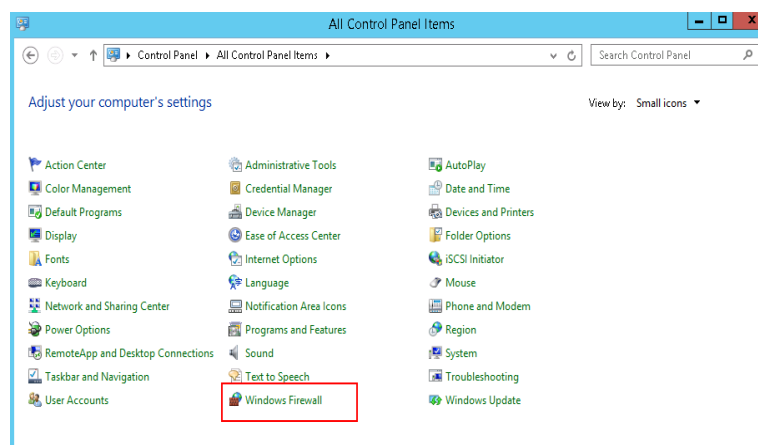 All Control Panel Items
Control Panel All Control Panel Items Search Control Panel
Adjust your computer's settings View by: Small icons
Action Center Administrative Tools AutoPlay
Color Management Credential Manager Date and Time
Default Programs Device Manager Devices and Printers
Display Ease of Access Center Folder Options
Fonts Internet Options iSCSI Initiator
Keyboard Language Mouse
Network and Sharing Center Notification Area Icons Phone and Modem
Power Options Programs and Features Region
RemoteApp and Desktop Connections Sound System
Taskbar and Navigation Text to Speech Troubleshooting
User Accounts Windows Firewall Windows Update